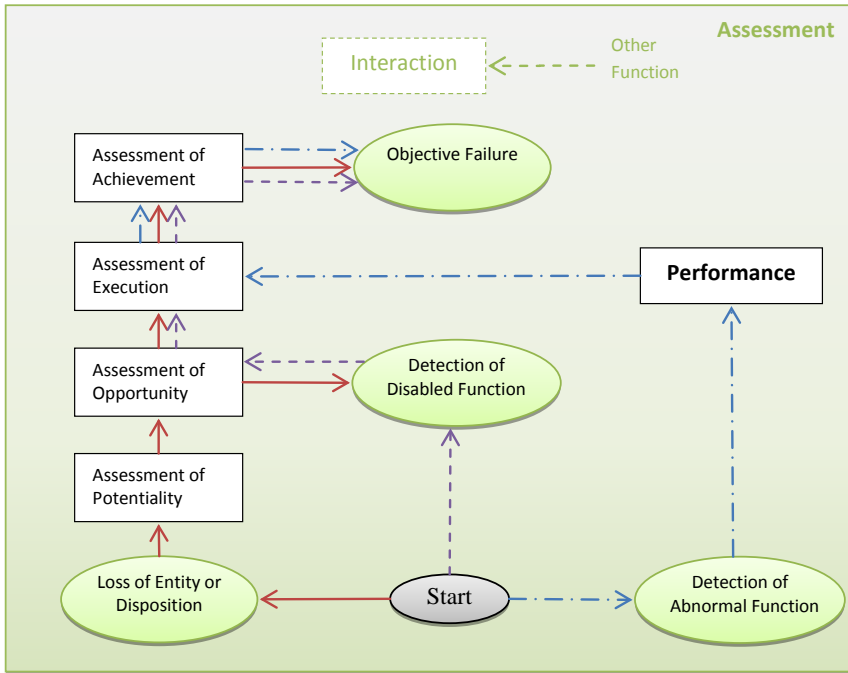 Assessment
Interaction
Other
Function
Assessment of
Achievement
Objective Failure
Assessment of
Execution
Performance
Assessment of
Opportunity
Detection of
Disabled Function
Assessment of
Potentiality
Loss of Entity or
Disposition
Start
Detection of
Abnormal Function